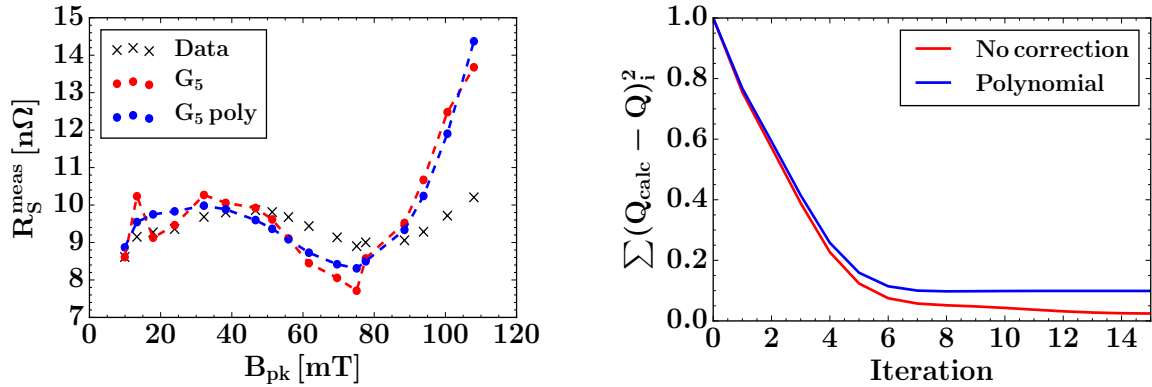 15
14
13
12
11
10
9
8
7
R_S^meas [nΩ]
Data
G_5
G_5 poly
0 20 40 60 80 100 120
B_pk [mT]
1.0
0.8
0.6
0.4
0.2
0.0
∑(Q_calc − Q)_i^2
No correction
Polynomial
0 2 4 6 8 10 12 14
Iteration